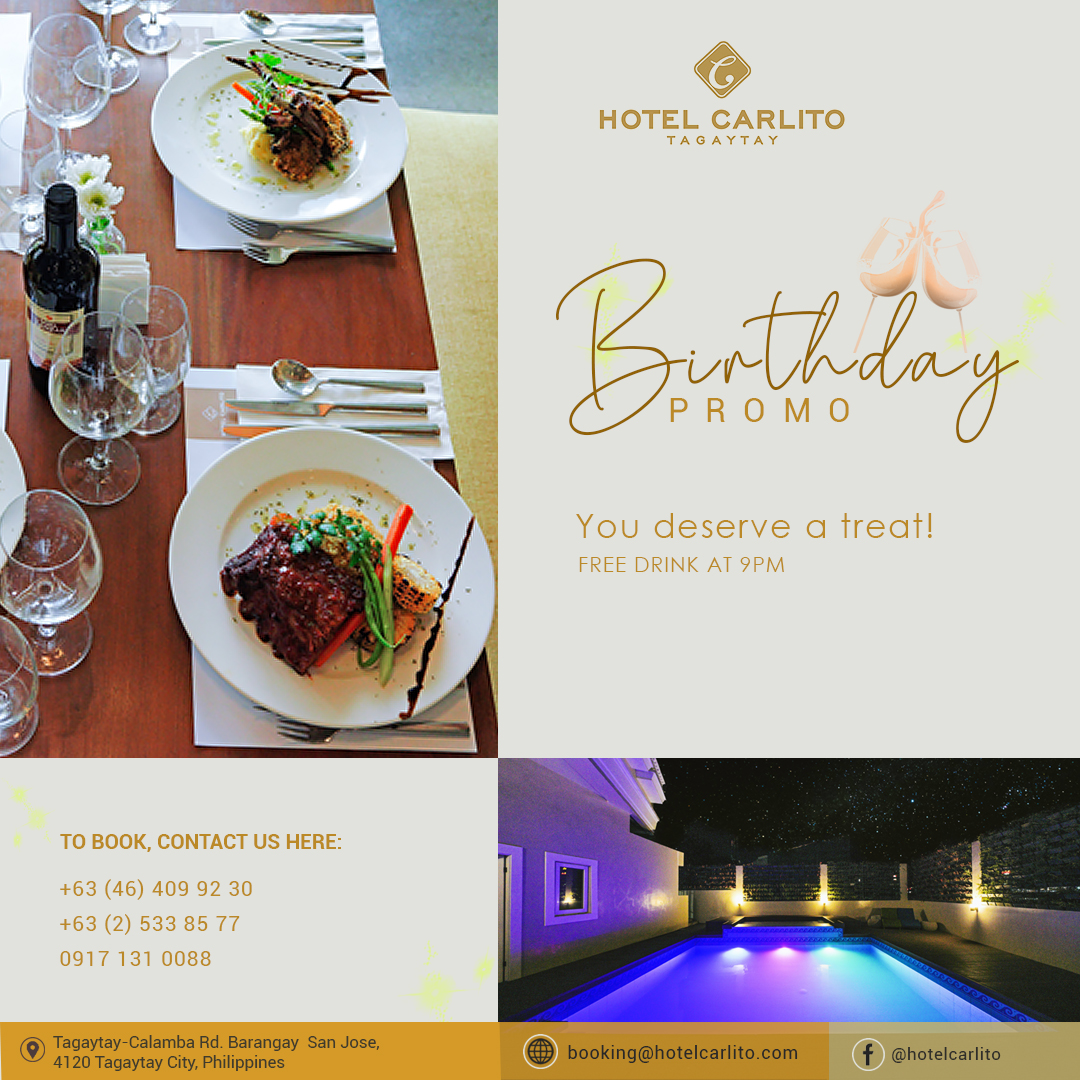 HOTEL CARLITO
TAGAYTAY
Birthday
PROMO
You deserve a treat!
FREE DRINK AT 9PM
TO BOOK, CONTACT US HERE:
+63 (46) 409 92 30
+63 (2) 533 85 77
0917 131 0088
Tagaytay-Calamba Rd. Barangay San Jose,
4120 Tagaytay City, Philippines
booking@hotelcarlito.com
@hotelcarlito